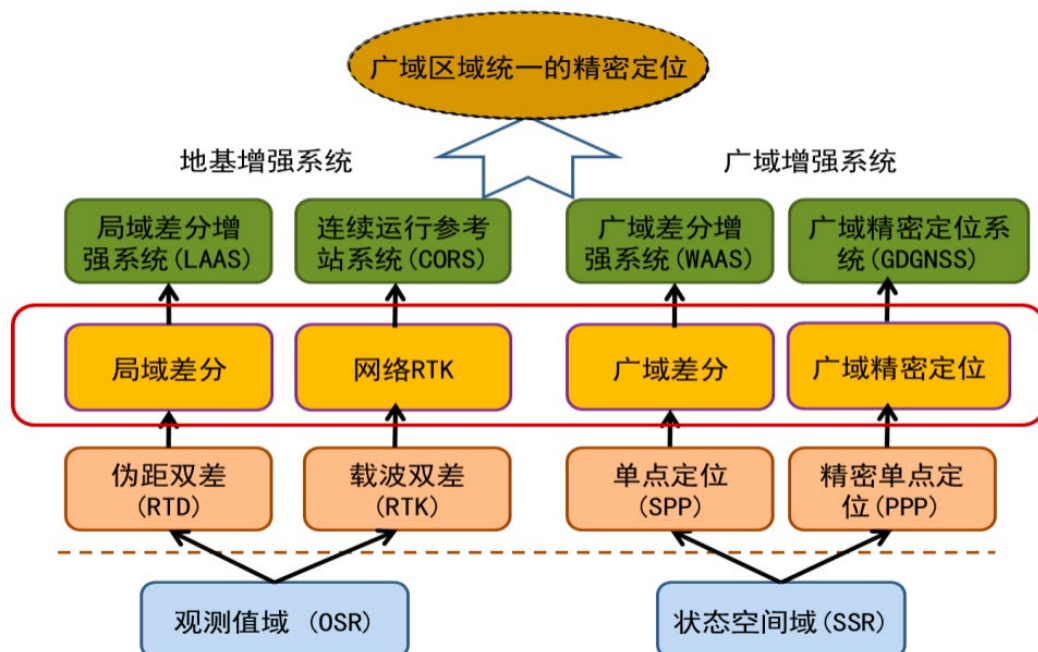 广域区域统一的精密定位
地基增强系统
广域增强系统
局域差分增
强系统(LAAS)
连续运行参考
站系统(CORS)
广域差分增
强系统(WAAS)
广域精密定位系
统(GDGNSS)
局域差分
网络RTK
广域差分
广域精密定位
伪距双差
(RTD)
载波双差
(RTK)
单点定位
(SPP)
精密单点定
位(PPP)
观测值域 (OSR)
状态空间域(SSR)